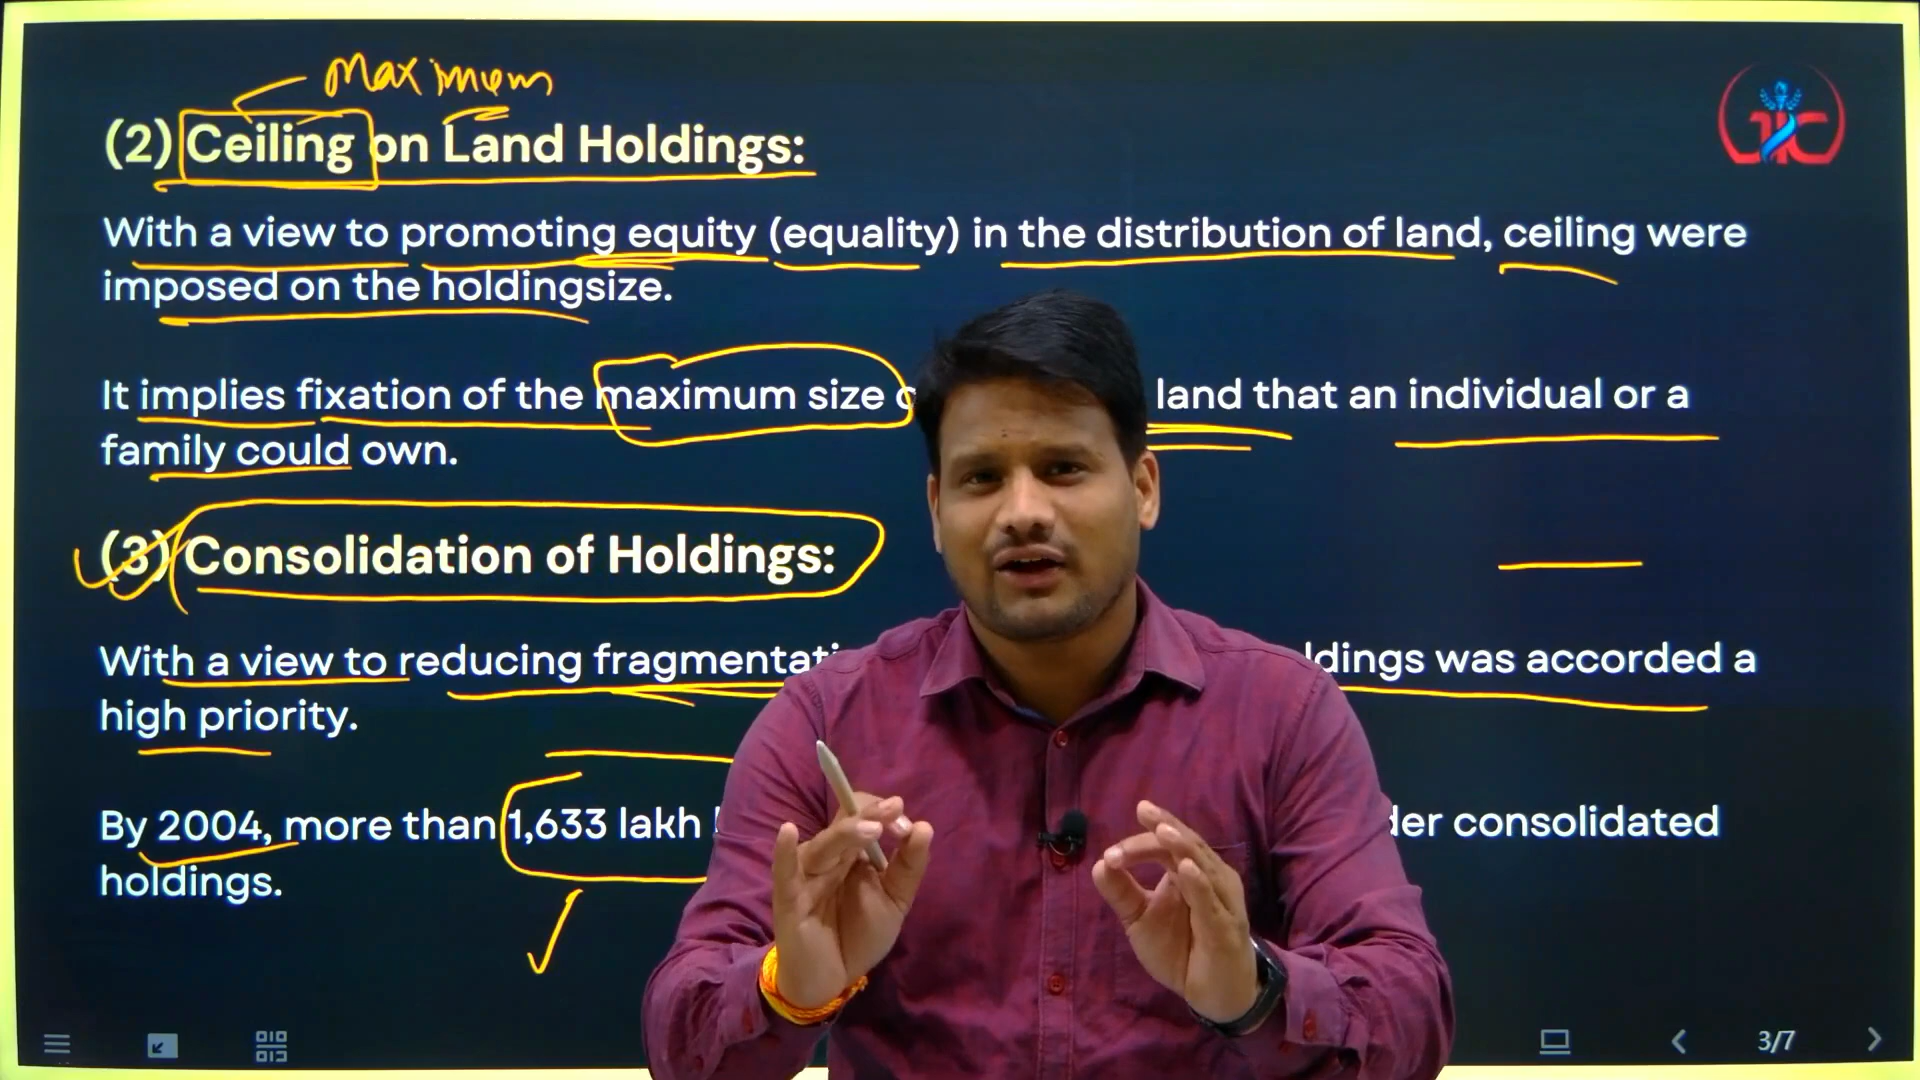 Maximum
(2) Ceiling on Land Holdings:
With a view to promoting equity (equality) in the distribution of land, ceiling were
imposed on the holdingsize.
It implies fixation of the maximum size land that an individual or a
family could own.
(3) Consolidation of Holdings:
With a view to reducing was accorded a
high priority.
By 2004, more than 1,633 lakh consolidated
holdings.
3/7